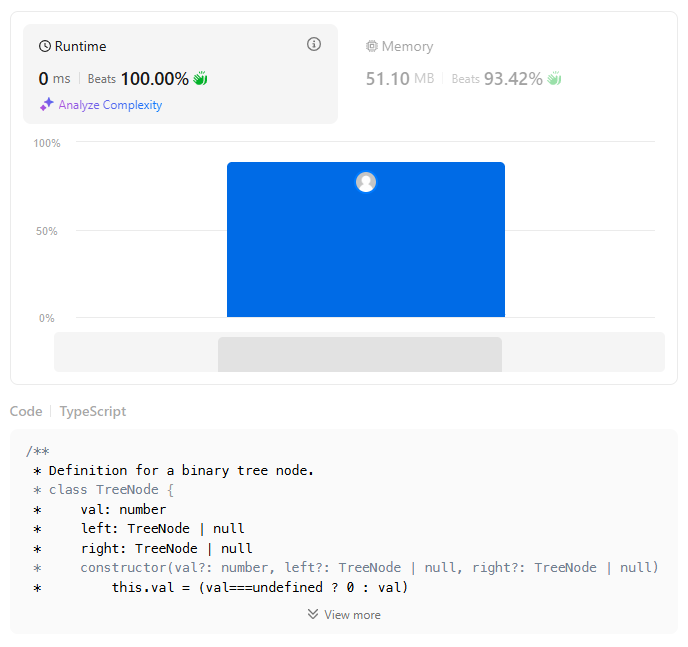 Runtime
0 ms Beats 100.00%
Analyze Complexity
Memory
51.10 MB Beats 93.42%
100%
50%
0%
Code TypeScript
/**
 * Definition for a binary tree node.
 * class TreeNode {
 *     val: number
 *     left: TreeNode | null
 *     right: TreeNode | null
 *     constructor(val?: number, left?: TreeNode | null, right?: TreeNode | null)
 *         this.val = (val===undefined ? 0 : val)
View more